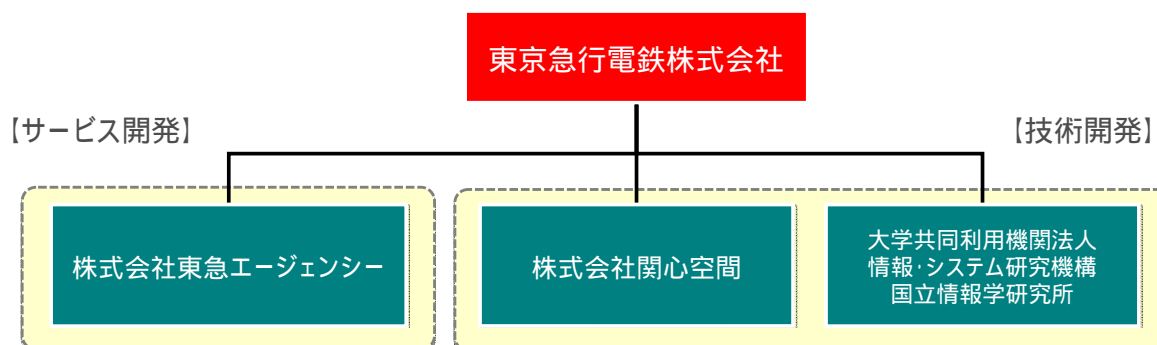 東京急行電鉄株式会社
【サービス開発】
【技術開発】
株式会社東急エージェンシー
株式会社関心空間
大学共同利用機関法人
情報・システム研究機構
国立情報学研究所